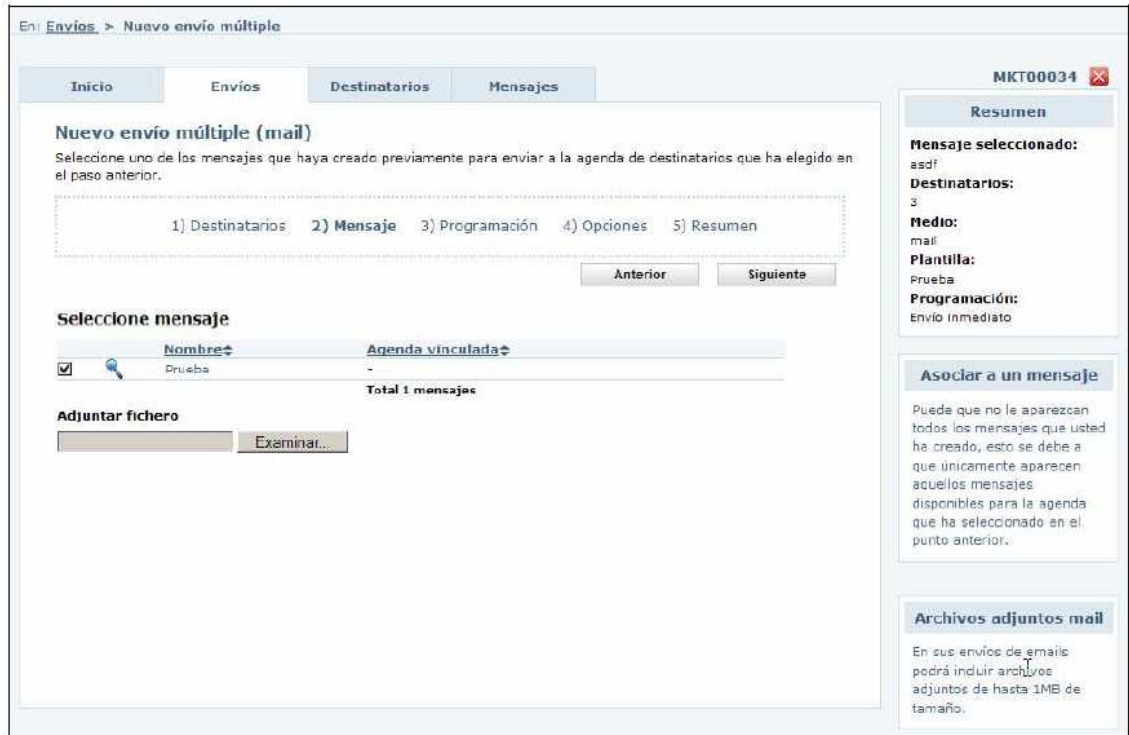 En: Envíos > Nuevo envío múltiple
Inicio Envíos Destinatarios Mensajes
Nuevo envío múltiple (mail)
Seleccione uno de los mensajes que haya creado previamente para enviar a la agenda de destinatarios que ha elegido en
el paso anterior.
1) Destinatarios 2) Mensaje 3) Programación 4) Opciones 5) Resumen
Anterior Siguiente
Seleccione mensaje
Nombre Agenda vinculada
Prueba -
Total 1 mensajes
Adjuntar fichero
Examinar...
MKT00034
Resumen
Mensaje seleccionado:
asdf
Destinatarios:
3
Medio:
mail
Plantilla:
Prueba
Programación:
Envío inmediato
Asociar a un mensaje
Puede que no le aparezcan
todos los mensajes que usted
ha creado, esto se debe a
que únicamente aparecen
aquellos mensajes
disponibles para la agenda
que ha seleccionado en el
punto anterior.
Archivos adjuntos mail
En sus envíos de emails
podrá incluir archivos
adjuntos de hasta 1MB de
tamaño.